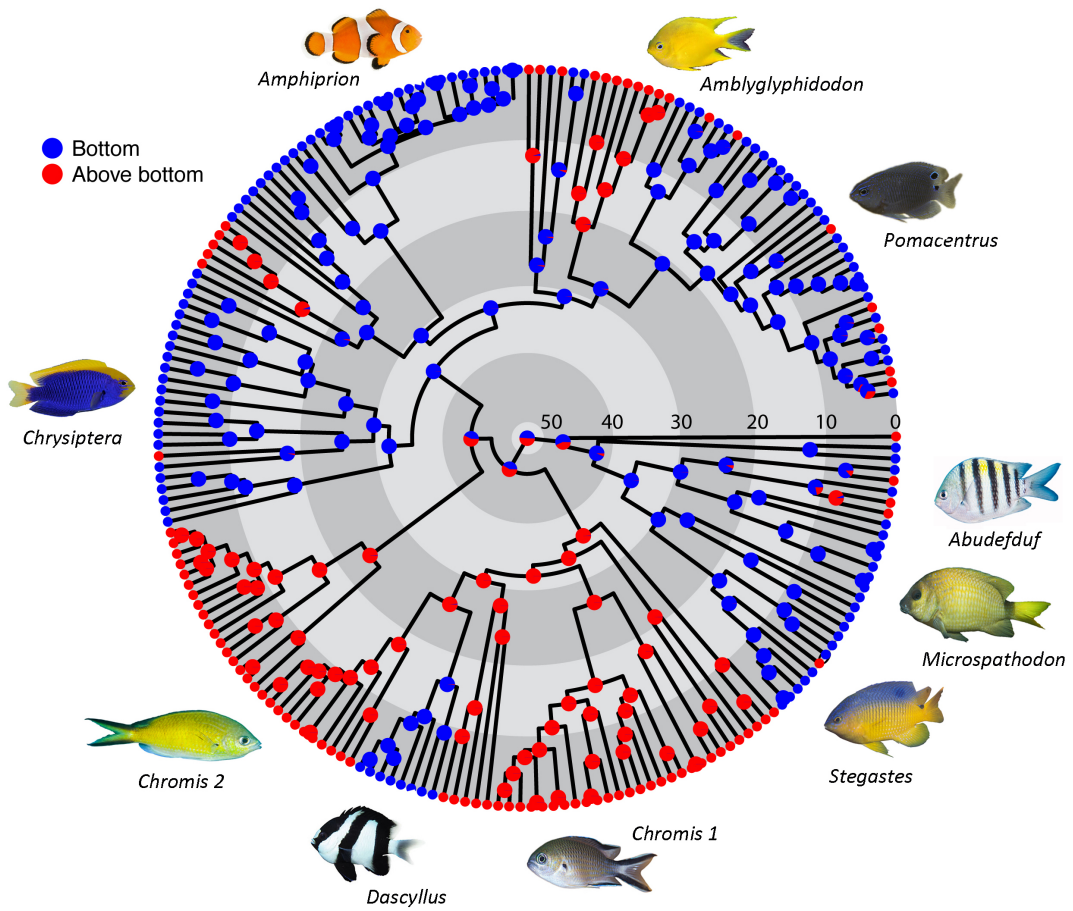 Amphiprion
Amblyglyphidodon
Bottom
Above bottom
Pomacentrus
Chrysiptera
50 40 30 20 10 0
Abudefduf
Microspathodon
Stegastes
Chromis 2
Chromis 1
Dascyllus